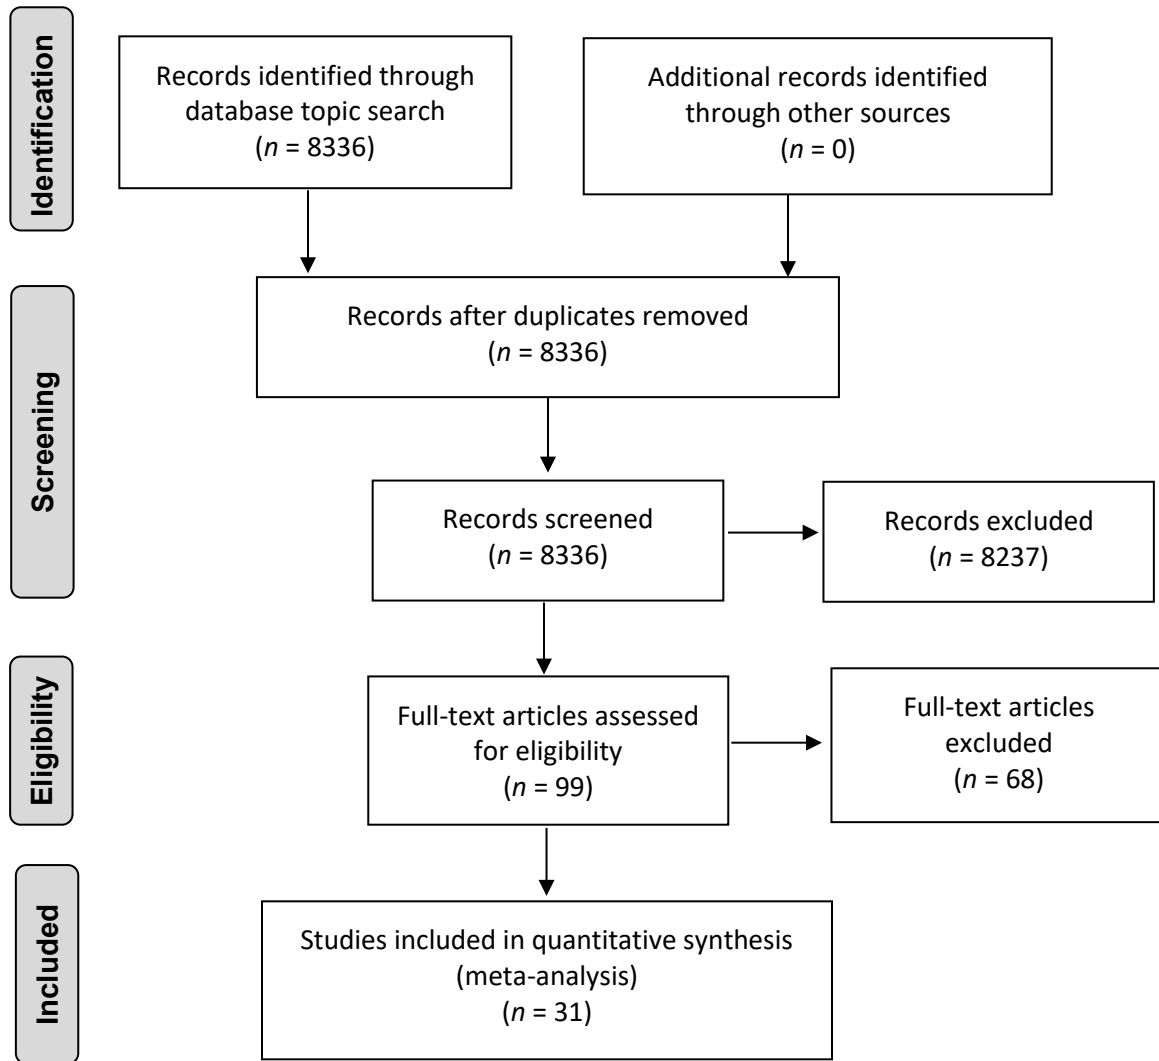 Identification
Records identified through
database topic search
(n = 8336)
Additional records identified
through other sources
(n = 0)
Screening
Records after duplicates removed
(n = 8336)
Records screened
(n = 8336)
Records excluded
(n = 8237)
Eligibility
Full-text articles assessed
for eligibility
(n = 99)
Full-text articles
excluded
(n = 68)
Included
Studies included in quantitative synthesis
(meta-analysis)
(n = 31)